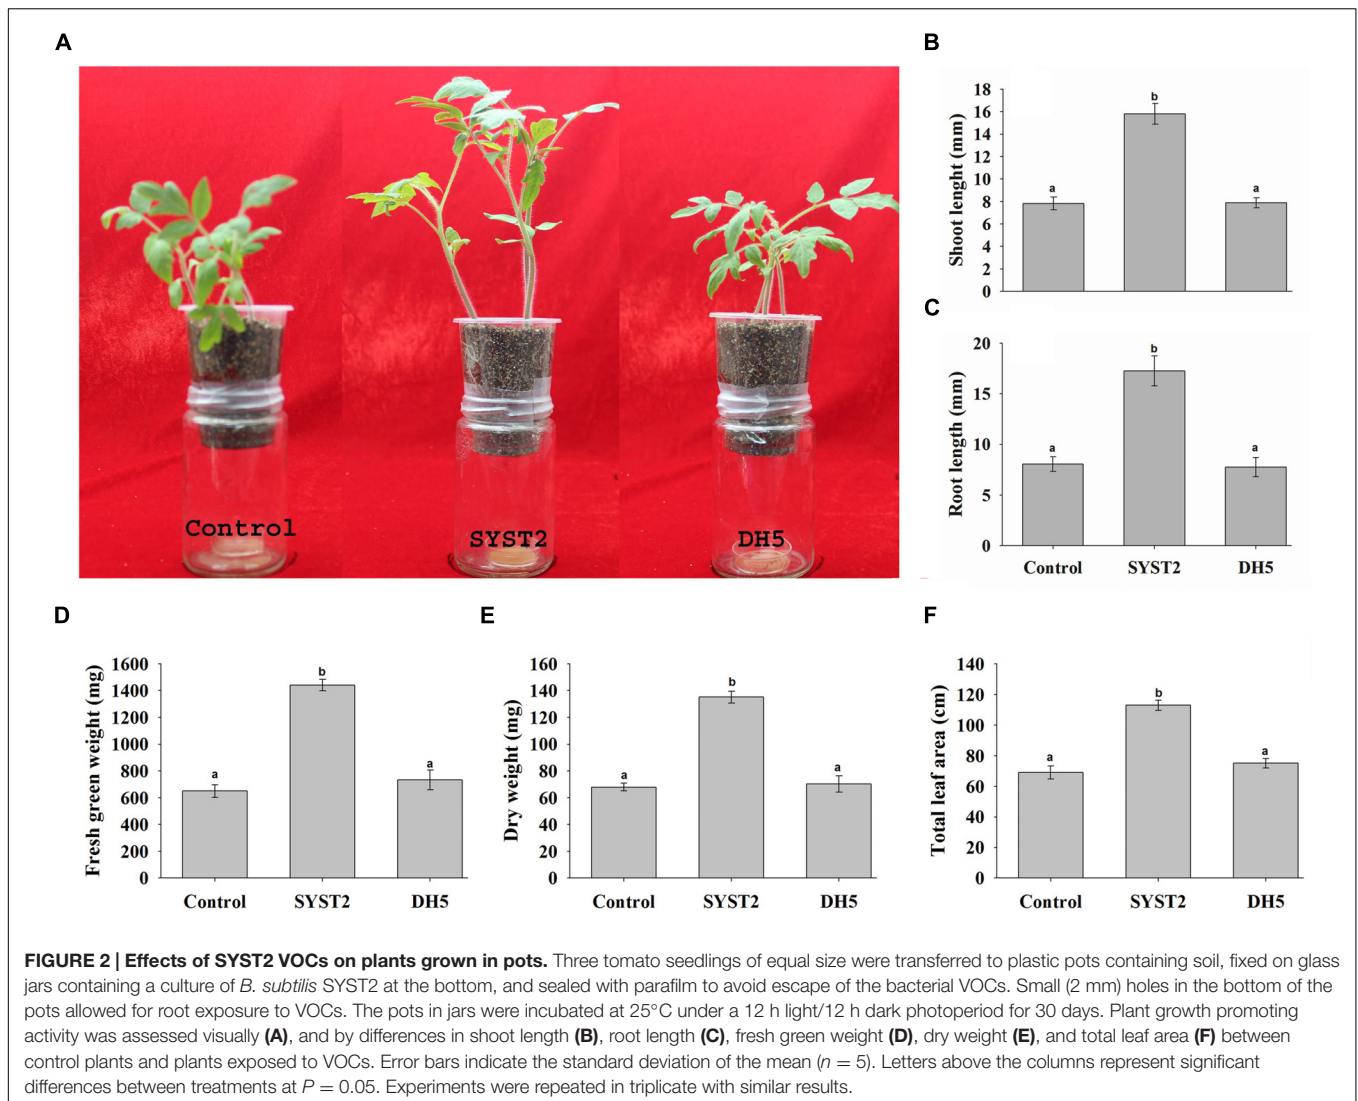 A
Control
SYST2
DH5
B
Shoot lenght (mm)
18
16
14
12
10
8
6
4
2
0
a
b
a
C
Root length (mm)
20
15
10
5
0
a
b
a
Control SYST2 DH5
D
Fresh green weight (mg)
1600
1400
1200
1000
800
600
400
200
0
a
b
a
Control SYST2 DH5
E
Dry weight (mg)
160
140
120
100
80
60
40
20
0
a
b
a
Control SYST2 DH5
F
Total leaf area (cm)
140
120
100
80
60
40
20
0
a
b
a
Control SYST2 DH5
FIGURE 2 | Effects of SYST2 VOCs on plants grown in pots. Three tomato seedlings of equal size were transferred to plastic pots containing soil, fixed on glass
jars containing a culture of B. subtilis SYST2 at the bottom, and sealed with parafilm to avoid escape of the bacterial VOCs. Small (2 mm) holes in the bottom of the
pots allowed for root exposure to VOCs. The pots in jars were incubated at 25°C under a 12 h light/12 h dark photoperiod for 30 days. Plant growth promoting
activity was assessed visually (A), and by differences in shoot length (B), root length (C), fresh green weight (D), dry weight (E), and total leaf area (F) between
control plants and plants exposed to VOCs. Error bars indicate the standard deviation of the mean (n = 5). Letters above the columns represent significant
differences between treatments at P = 0.05. Experiments were repeated in triplicate with similar results.